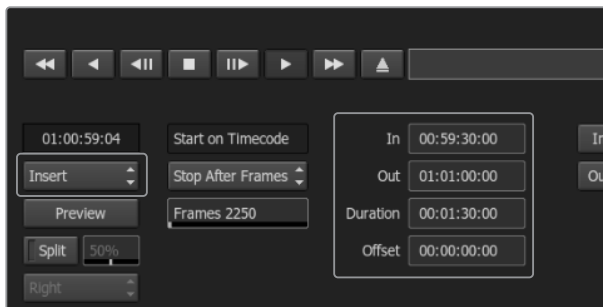 01:00:59:04 Start on Timecode In 00:59:30:00
Insert Stop After Frames Out 01:01:00:00
Preview Frames 2250 Duration 00:01:30:00
Split 50% Offset 00:00:00:00
Right